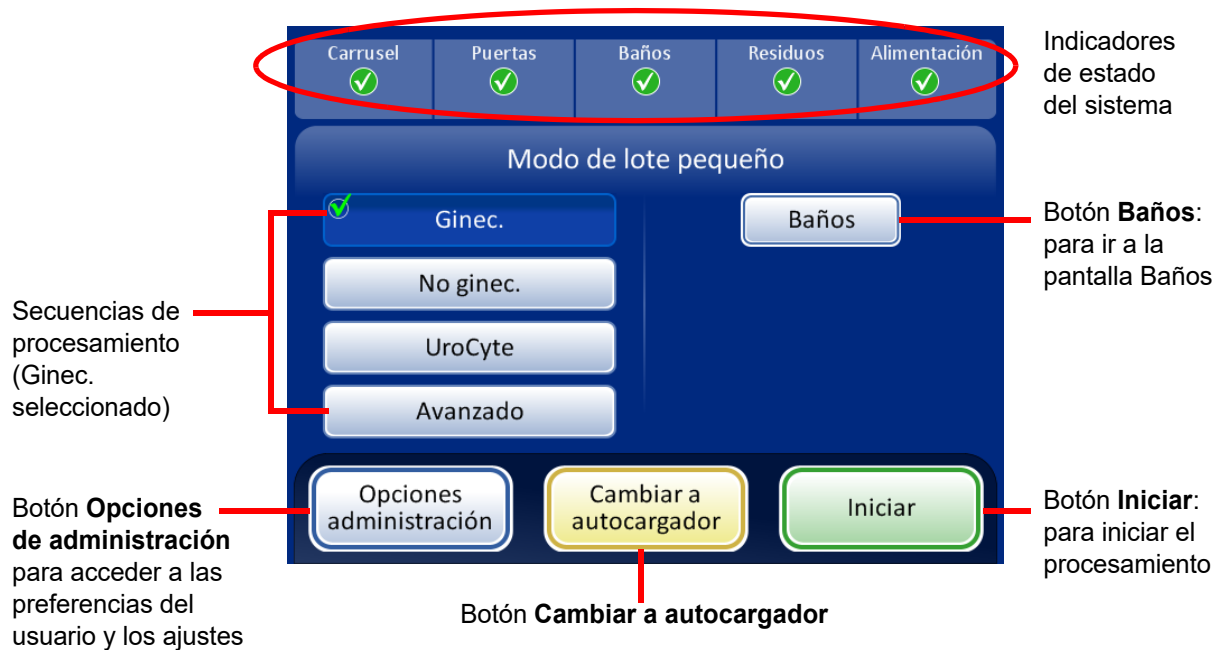 Carrusel
Puertas
Baños
Residuos
Alimentación
Indicadores
de estado
del sistema
Modo de lote pequeño
Ginec.
Baños
Botón Baños:
para ir a la
pantalla Baños
No ginec.
Secuencias de
procesamiento
(Ginec.
seleccionado)
UroCyte
Avanzado
Opciones
administración
Cambiar a
autocargador
Iniciar
Botón Opciones
de administración
para acceder a las
preferencias del
usuario y los ajustes
Botón Iniciar:
para iniciar el
procesamiento
Botón Cambiar a autocargador